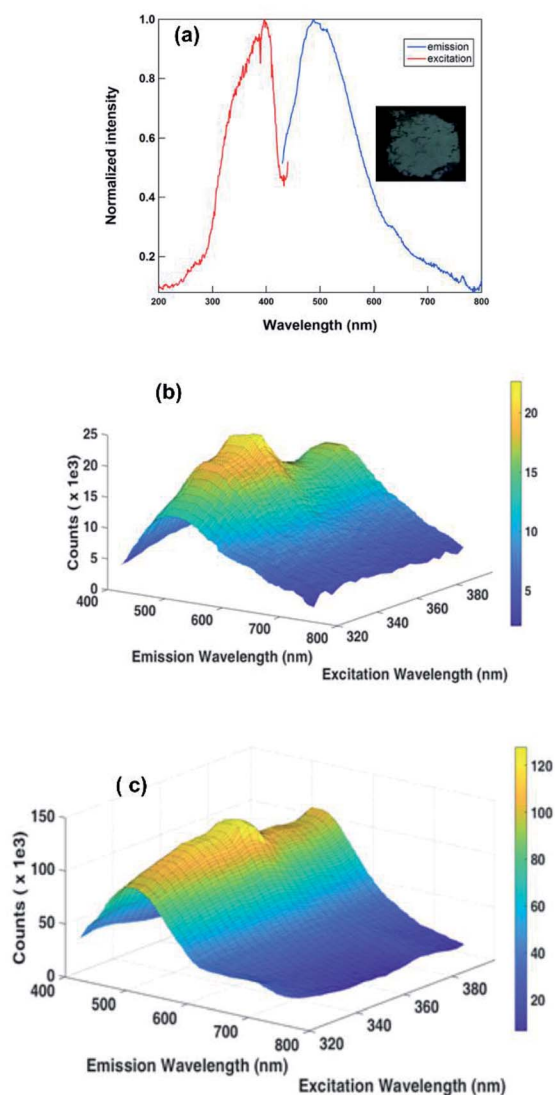 (a)
1.0
0.8
0.6
0.4
0.2
Normalized intensity
emission
excitation
200 300 400 500 600 700 800
Wavelength (nm)
(b)
25
20
15
10
5
0
Counts ( x 1e3)
400 500 600 700 800
Emission Wavelength (nm)
320 340 360 380
Excitation Wavelength (nm)
20
15
10
5
( c)
150
100
50
0
Counts ( x 1e3)
400 500 600 700 800
Emission Wavelength (nm)
320 340 360 380
Excitation Wavelength (nm)
120
100
80
60
40
20